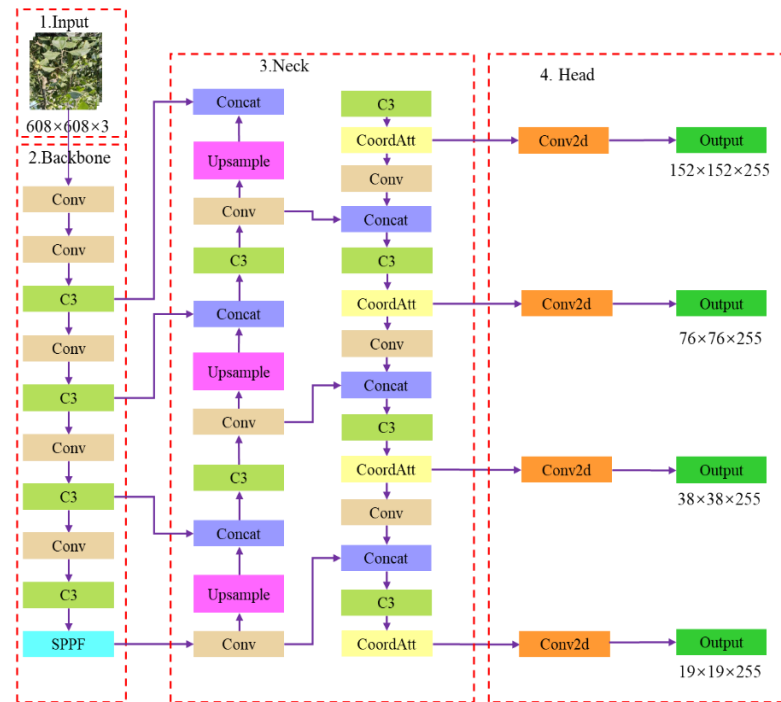 1.Input
608×608×3
2.Backbone
Conv
Conv
C3
Conv
C3
Conv
C3
Conv
C3
SPPF
3.Neck
Concat
Upsample
Conv
C3
Concat
Upsample
Conv
C3
Concat
Upsample
Conv
C3
CoordAtt
Conv
Concat
C3
CoordAtt
Conv
Concat
C3
CoordAtt
Conv
Concat
C3
CoordAtt
4. Head
Conv2d
Output
152×152×255
Conv2d
Output
76×76×255
Conv2d
Output
38×38×255
Conv2d
Output
19×19×255